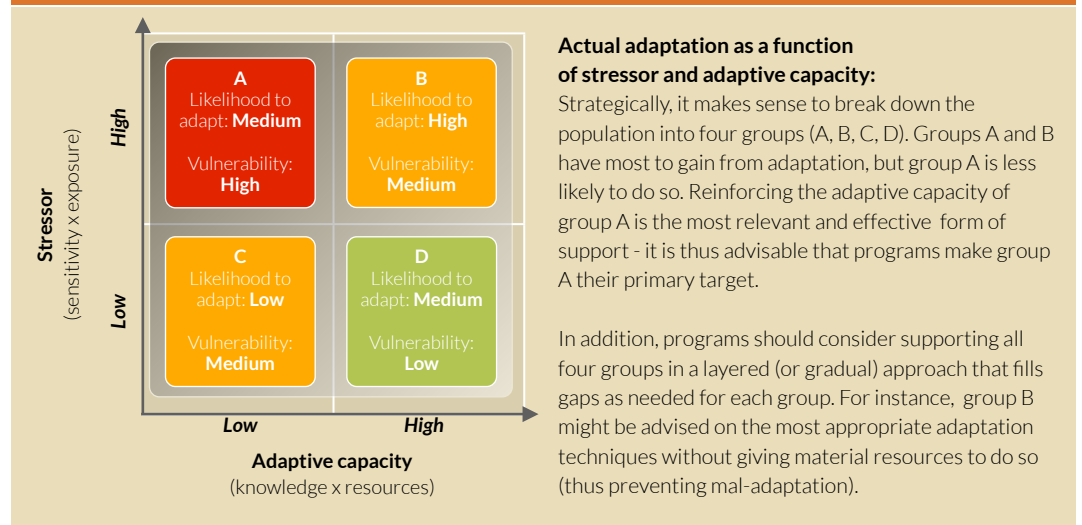 A
Likelihood to
adapt: Medium
Vulnerability:
High
B
Likelihood to
adapt: High
Vulnerability:
Medium
C
Likelihood to
adapt: Low
Vulnerability:
Medium
D
Likelihood to
adapt: Medium
Vulnerability:
Low
Stressor
(sensitivity x exposure)
High
Low
Low
High
Adaptive capacity
(knowledge x resources)
Actual adaptation as a function
of stressor and adaptive capacity:
Strategically, it makes sense to break down the
population into four groups (A, B, C, D). Groups A and B
have most to gain from adaptation, but group A is less
likely to do so. Reinforcing the adaptive capacity of
group A is the most relevant and effective form of
support - it is thus advisable that programs make group
A their primary target.
In addition, programs should consider supporting all
four groups in a layered (or gradual) approach that fills
gaps as needed for each group. For instance, group B
might be advised on the most appropriate adaptation
techniques without giving material resources to do so
(thus preventing mal-adaptation).